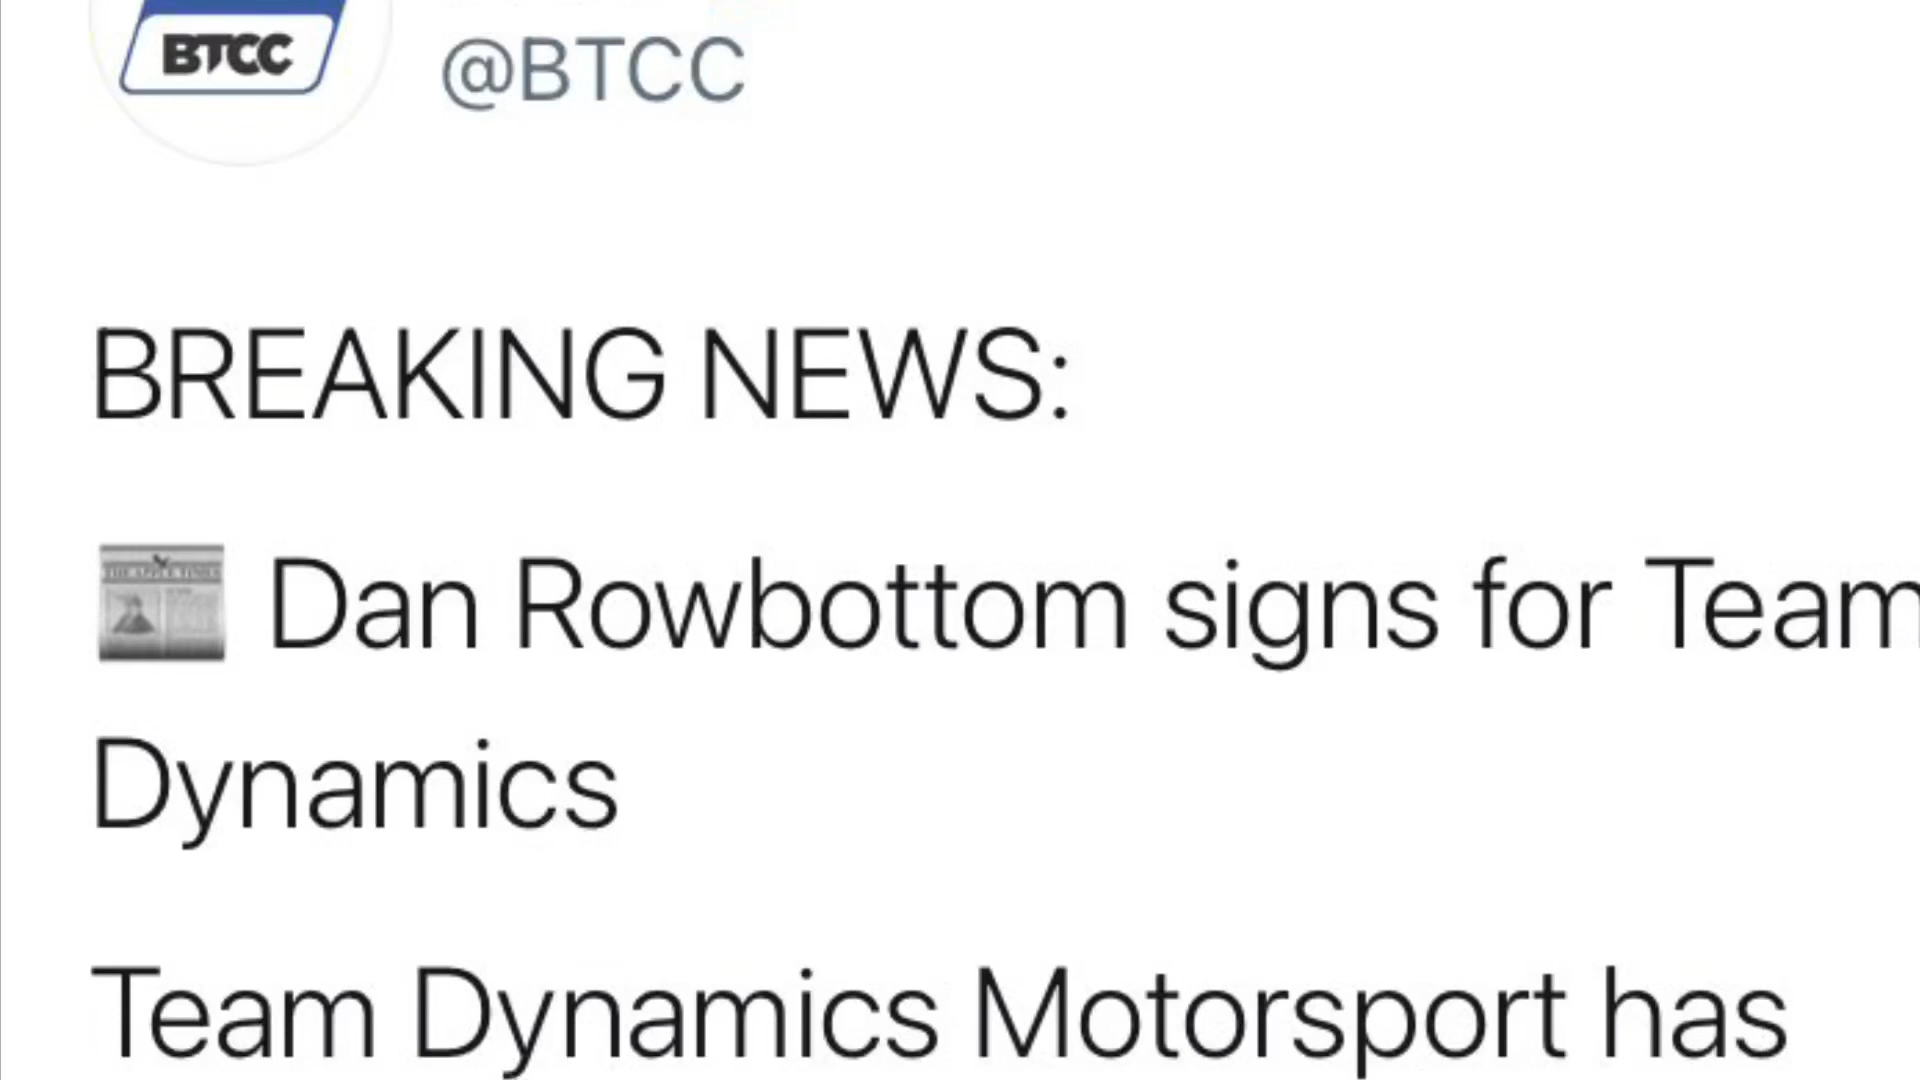 BTCC
@BTCC
BREAKING NEWS:
📰 Dan Rowbottom signs for Team
Dynamics
Team Dynamics Motorsport has